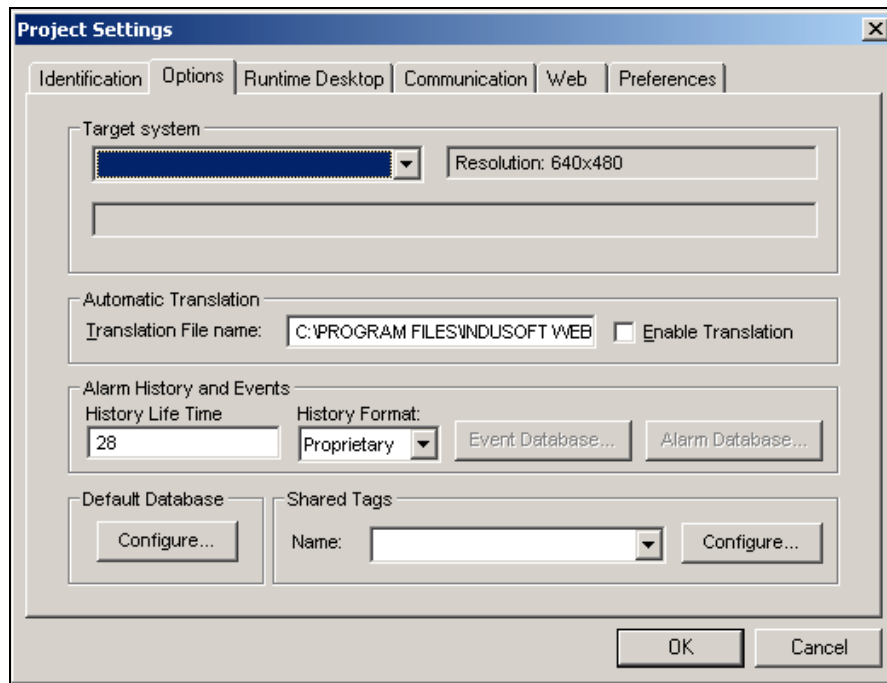 Project Settings
Identification Options Runtime Desktop Communication Web Preferences
Target system
Resolution: 640x480
Automatic Translation
Translation File name: C:\PROGRAM FILES\INDUSOFT WEB Enable Translation
Alarm History and Events
History Life Time History Format:
28 Proprietary Event Database... Alarm Database...
Default Database Shared Tags
Configure... Name: Configure...
OK Cancel